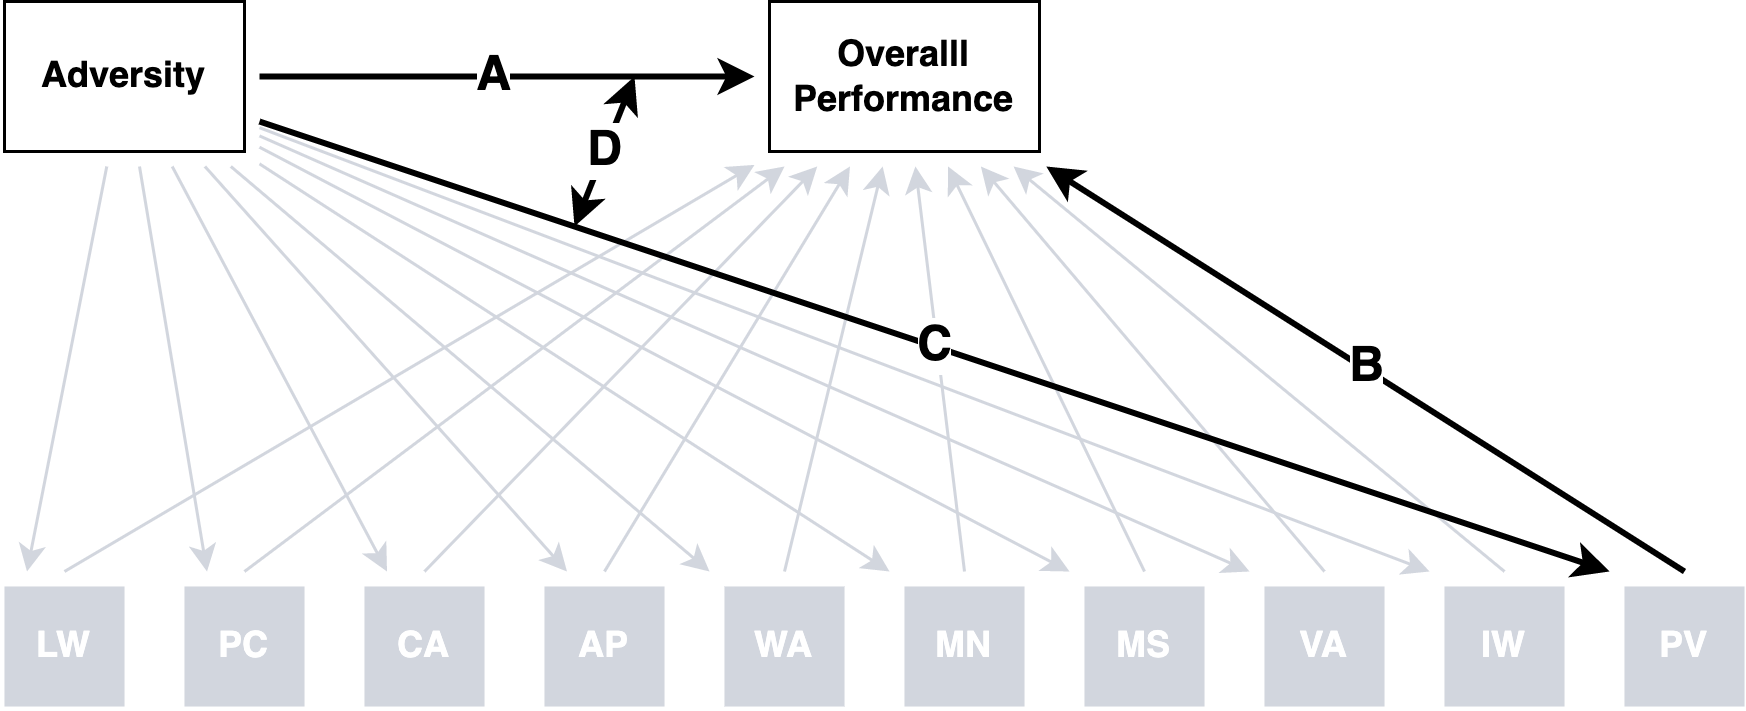 Adversity
A
Overalll
Performance
D
C
B
LW
PC
CA
AP
WA
MN
MS
VA
IW
PV